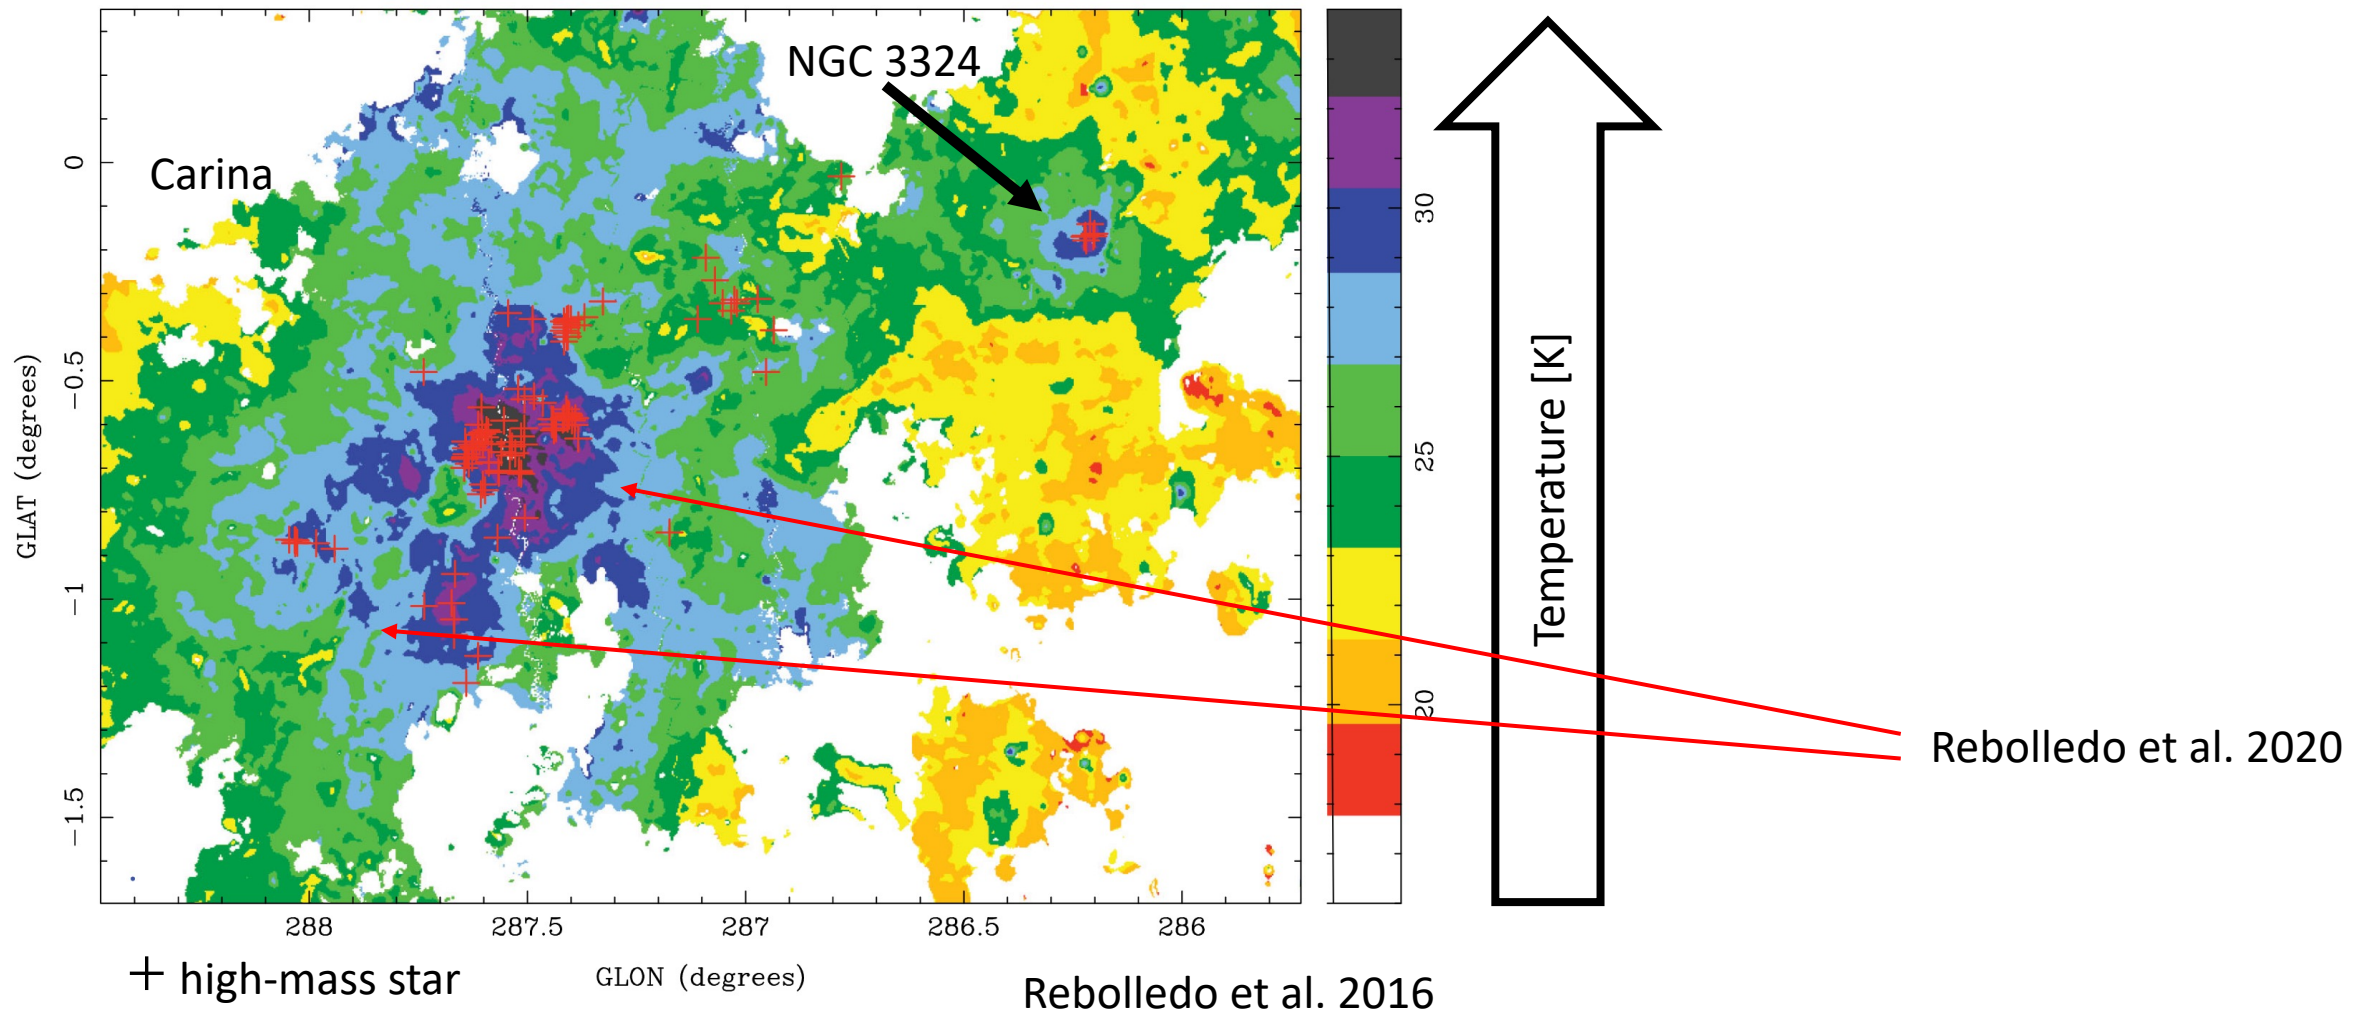 NGC 3324
Carina
0
−0.5
−1
−1.5
GLAT (degrees)
288
287.5
287
286.5
286
GLON (degrees)
30
25
20
Temperature [K]
Rebolledo et al. 2020
+ high-mass star
Rebolledo et al. 2016